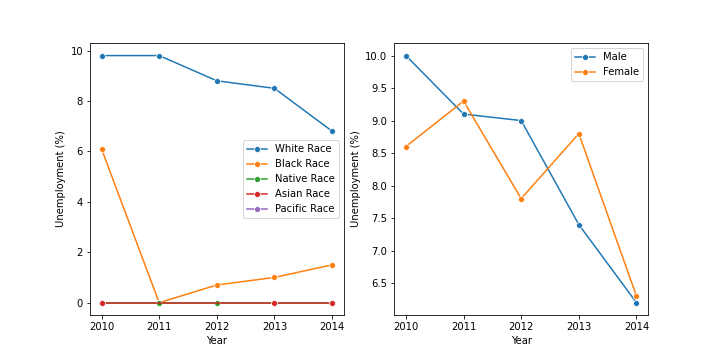 10
8
6
4
2
0
Unemployment (%)
2010 2011 2012 2013 2014
Year
White Race
Black Race
Native Race
Asian Race
Pacific Race
10.0
9.5
9.0
8.5
8.0
7.5
7.0
6.5
Unemployment (%)
2010 2011 2012 2013 2014
Year
Male
Female